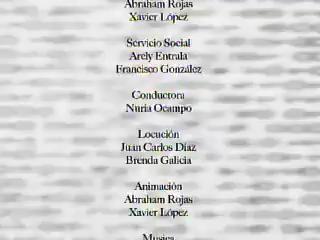 Abraham Rojas
Xavier López
Servicio Social
Arely Entrala
Francisco González
Conductora
Nuria Ocampo
Locución
Juan Carlos Díaz
Brenda Galicia
Animación
Abraham Rojas
Xavier López
Musica